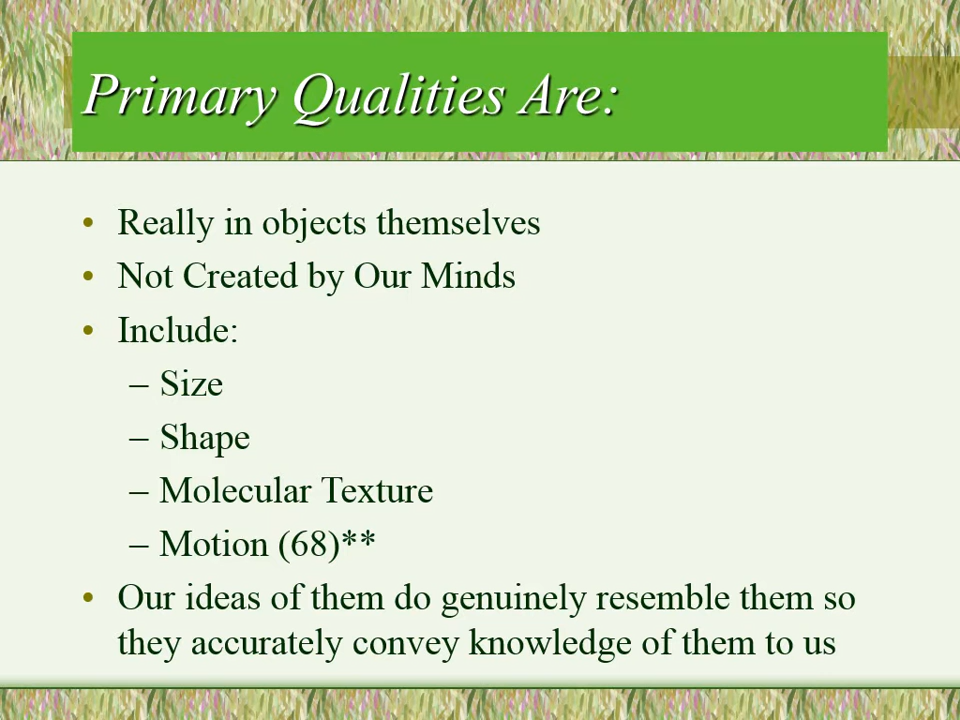 Primary Qualities Are:
• Really in objects themselves
• Not Created by Our Minds
• Include:
– Size
– Shape
– Molecular Texture
– Motion (68)**
• Our ideas of them do genuinely resemble them so
they accurately convey knowledge of them to us